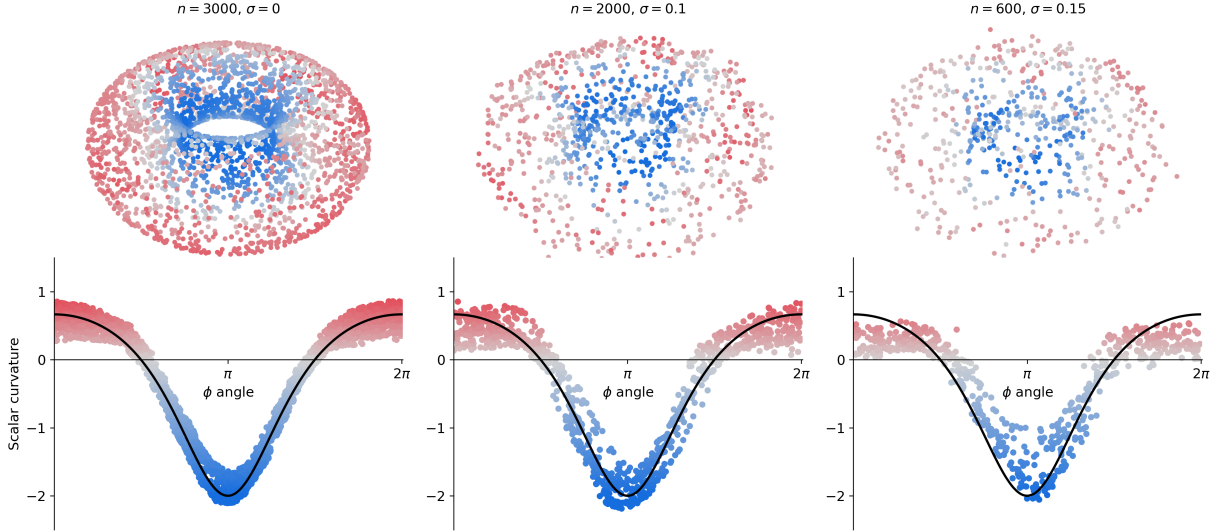 n = 3000, σ = 0
n = 2000, σ = 0.1
n = 600, σ = 0.15
Scalar curvature
1
0
−1
−2
π
2π
ϕ angle
1
0
−1
−2
π
2π
ϕ angle
1
0
−1
−2
π
2π
ϕ angle